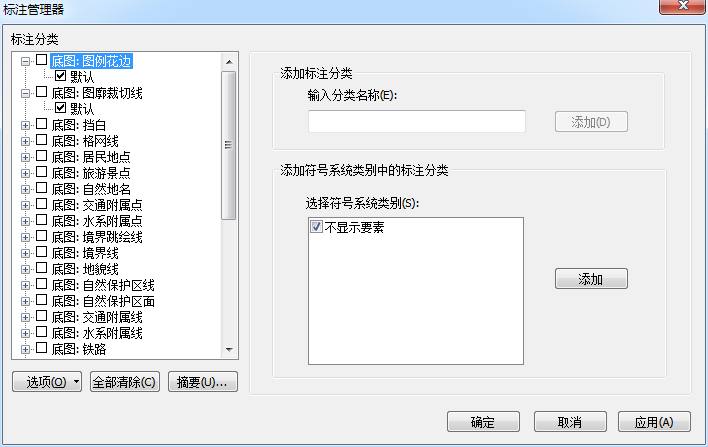 标注管理器
标注分类
底图: 图例花边
默认
底图: 图廓裁切线
默认
底图: 挡白
底图: 格网线
底图: 居民地点
底图: 旅游景点
底图: 自然地名
底图: 交通附属点
底图: 水系附属点
底图: 境界跳绘线
底图: 境界线
底图: 地貌线
底图: 自然保护区线
底图: 自然保护区面
底图: 交通附属线
底图: 水系附属线
底图: 铁路
选项(O)
全部清除(C)
摘要(U)...
添加标注分类
输入分类名称(E):
添加(D)
添加符号系统类别中的标注分类
选择符号系统类别(S):
不显示要素
添加
确定
取消
应用(A)